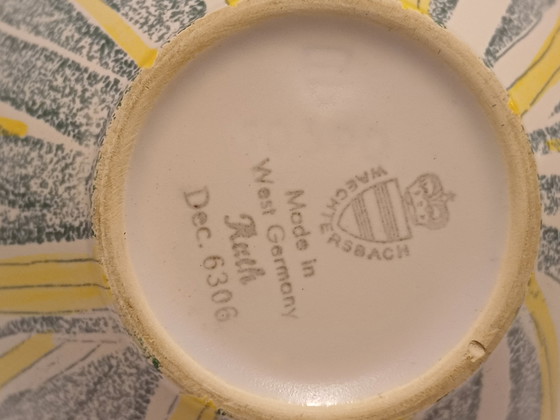 WAECHTERSBACH
Made in
West Germany
Ruth
Dec. 6306